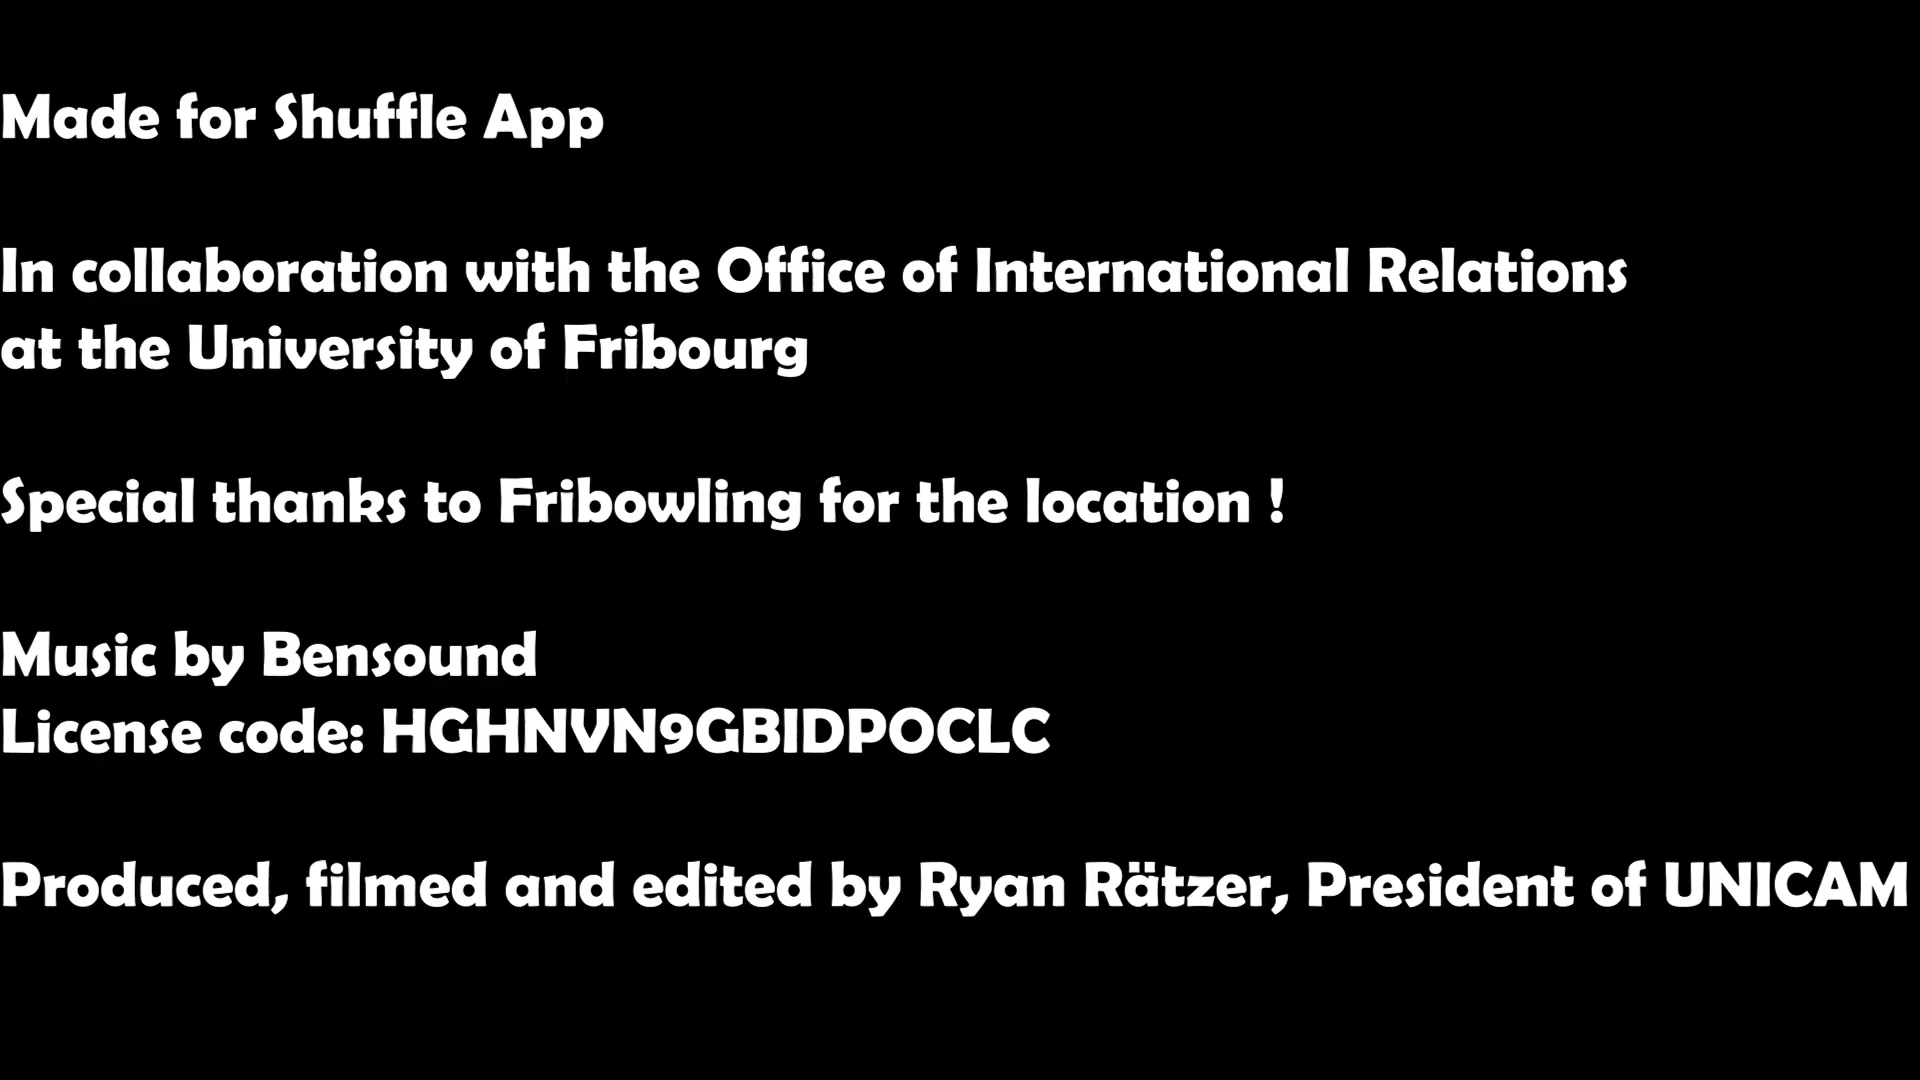 Made for Shuffle App
In collaboration with the Office of International Relations
at the University of Fribourg
Special thanks to Fribowling for the location !
Music by Bensound
License code: HGHNVN9GBIDPOCLC
Produced, filmed and edited by Ryan Rätzer, President of UNICAM